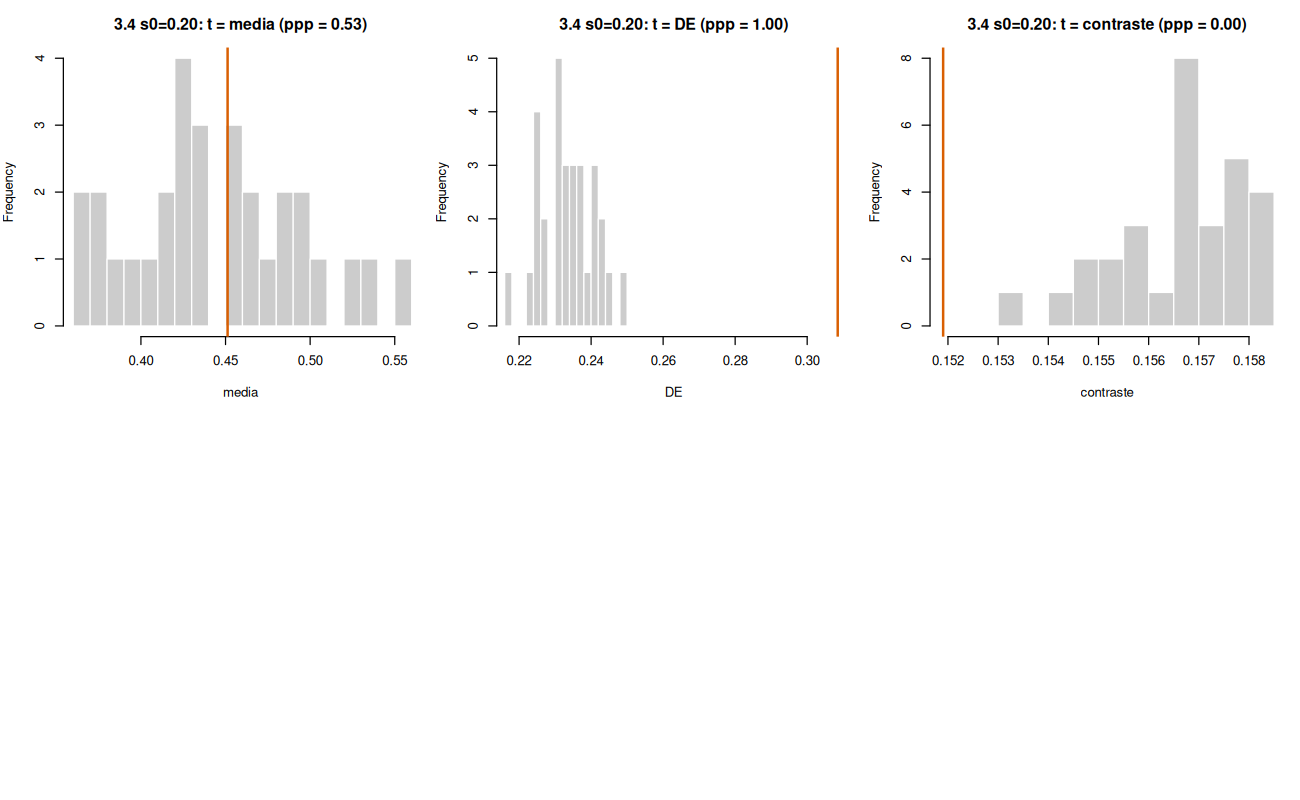 3.4 s0=0.20: t = media (ppp = 0.53)
Frequency
0 1 2 3 4
0.40 0.45 0.50 0.55
media
3.4 s0=0.20: t = DE (ppp = 1.00)
Frequency
0 1 2 3 4 5
0.22 0.24 0.26 0.28 0.30
DE
3.4 s0=0.20: t = contraste (ppp = 0.00)
Frequency
0 2 4 6 8
0.152 0.153 0.154 0.155 0.156 0.157 0.158
contraste